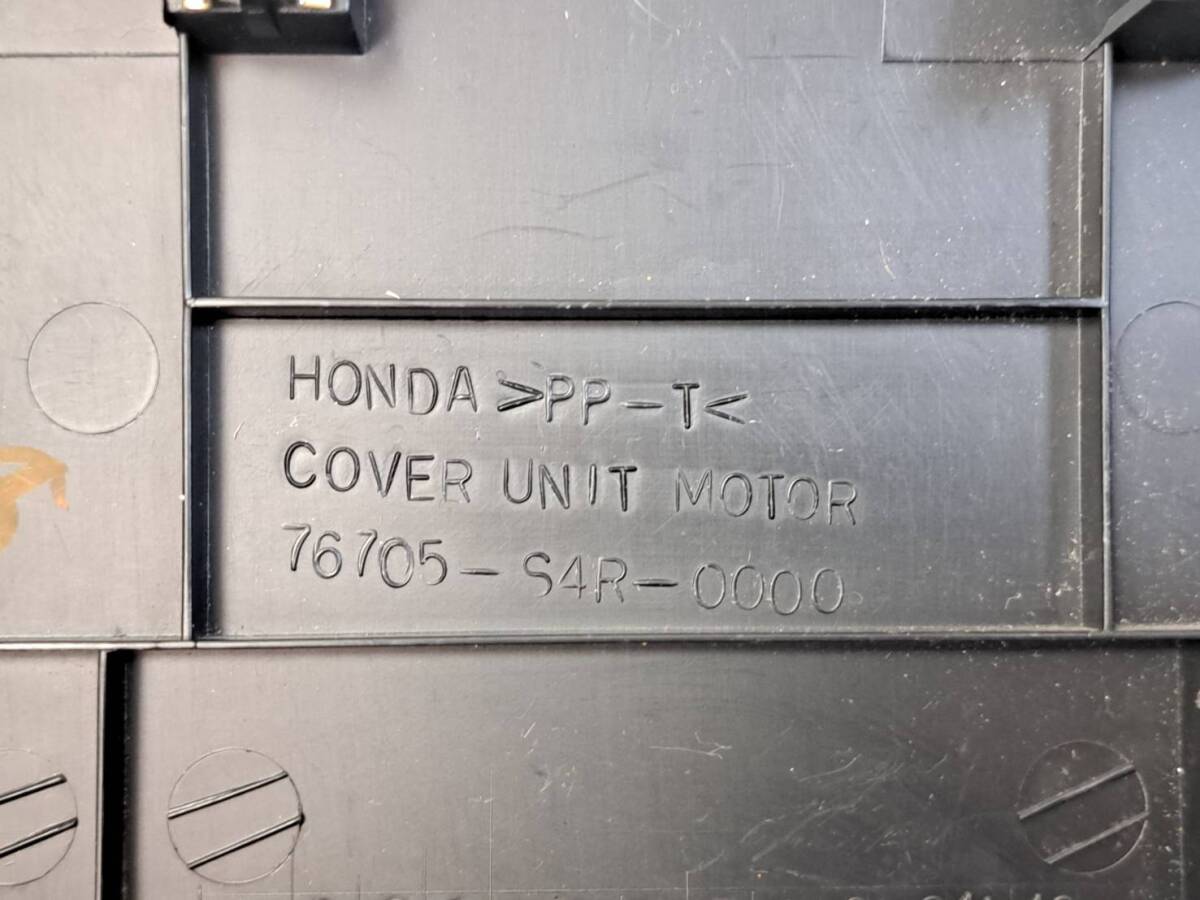 HONDA >PP-T<
COVER UNIT MOTOR
76705-S4R-0000